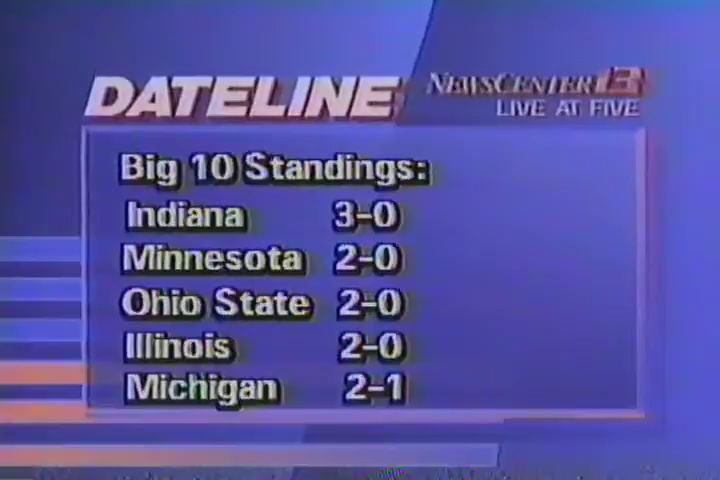 DATELINE
NEWSCENTER 13
LIVE AT FIVE
Big 10 Standings:
Indiana 3-0
Minnesota 2-0
Ohio State 2-0
Illinois 2-0
Michigan 2-1